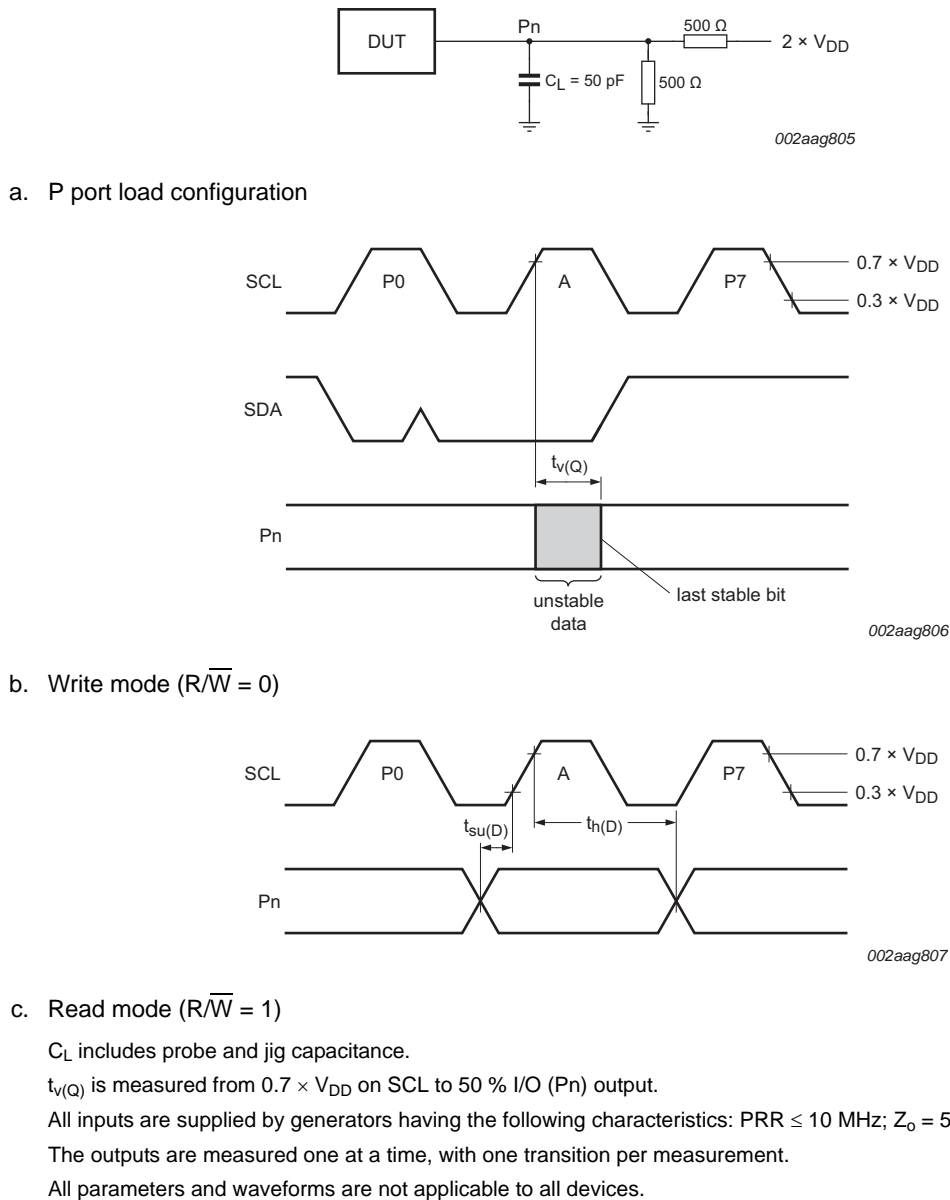 DUT
Pn
500 Ω
2 × VDD
CL = 50 pF
500 Ω
002aag805
a. P port load configuration
SCL
P0
A
P7
0.7 × VDD
0.3 × VDD
SDA
tv(Q)
Pn
unstable
data
last stable bit
002aag806
b. Write mode (R/W̅ = 0)
SCL
P0
A
P7
0.7 × VDD
0.3 × VDD
tsu(D)
th(D)
Pn
002aag807
c. Read mode (R/W̅ = 1)
CL includes probe and jig capacitance.
tv(Q) is measured from 0.7 × VDD on SCL to 50 % I/O (Pn) output.
All inputs are supplied by generators having the following characteristics: PRR ≤ 10 MHz; Zo = 5
The outputs are measured one at a time, with one transition per measurement.
All parameters and waveforms are not applicable to all devices.